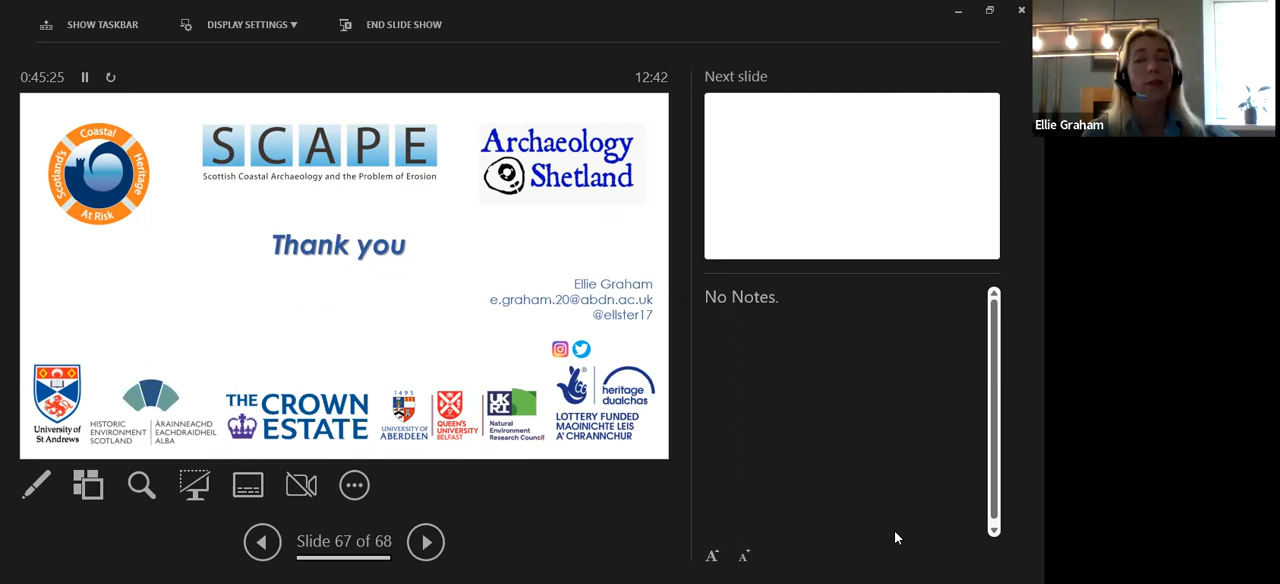 SHOW TASKBAR
DISPLAY SETTINGS ▼
END SLIDE SHOW
0:45:25
12:42
Coastal
Heritage
At Risk
Scotland's
SCAPE
Scottish Coastal Archaeology and the Problem of Erosion
Archaeology
Shetland
Thank you
Ellie Graham
e.graham.20@abdn.ac.uk
@ellster17
University of
St Andrews
HISTORIC
ENVIRONMENT
SCOTLAND
ÀRAINNEACHD
EACHDRAIDHEIL
ALBA
THE CROWN
ESTATE
1495
UNIVERSITY OF
ABERDEEN
QUEEN'S
UNIVERSITY
BELFAST
UK
RI
Natural
Environment
Research Council
heritage
dualchas
LOTTERY FUNDED
MAOINICHTE LEIS
A' CHRANNCHUR
Slide 67 of 68
Next slide
No Notes.
A
A
Ellie Graham